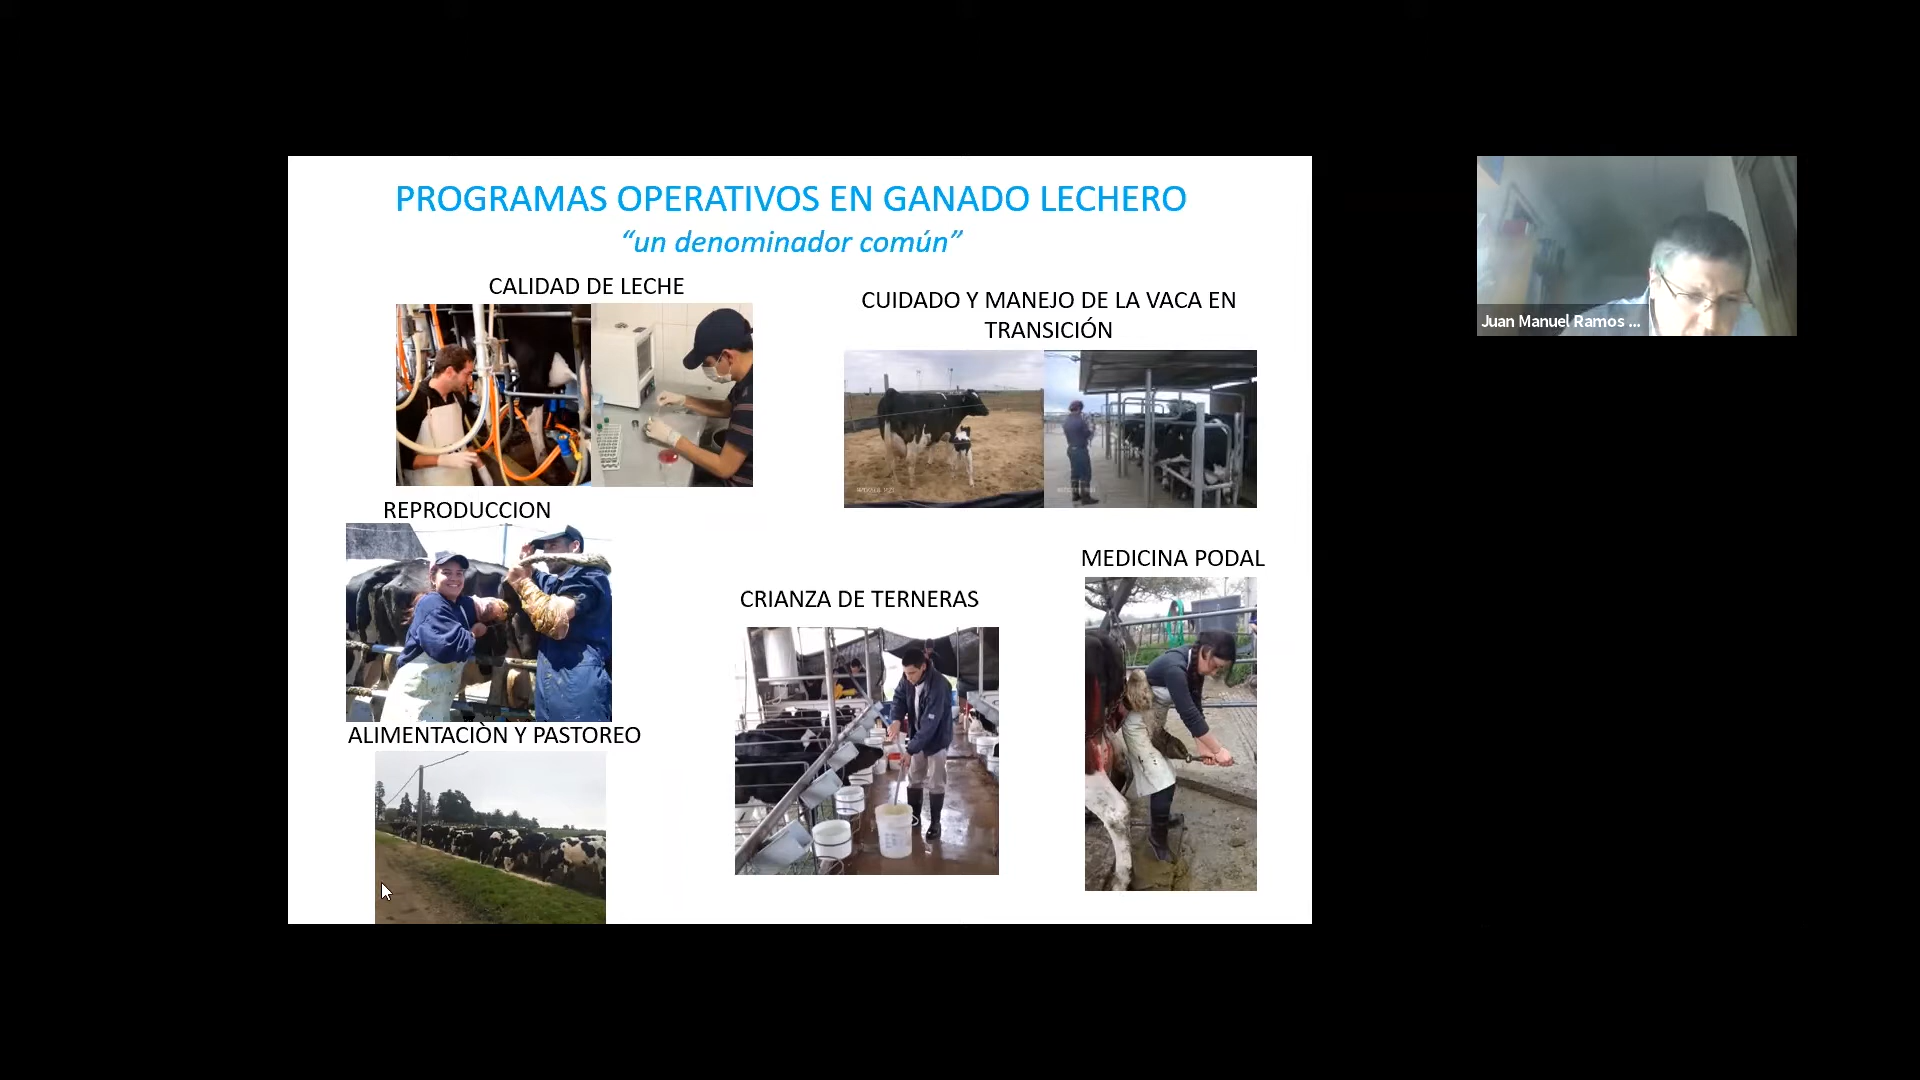 PROGRAMAS OPERATIVOS EN GANADO LECHERO
“un denominador común”
CALIDAD DE LECHE
CUIDADO Y MANEJO DE LA VACA EN
TRANSICIÓN
REPRODUCCION
MEDICINA PODAL
CRIANZA DE TERNERAS
ALIMENTACIÒN Y PASTOREO
Juan Manuel Ramos ...